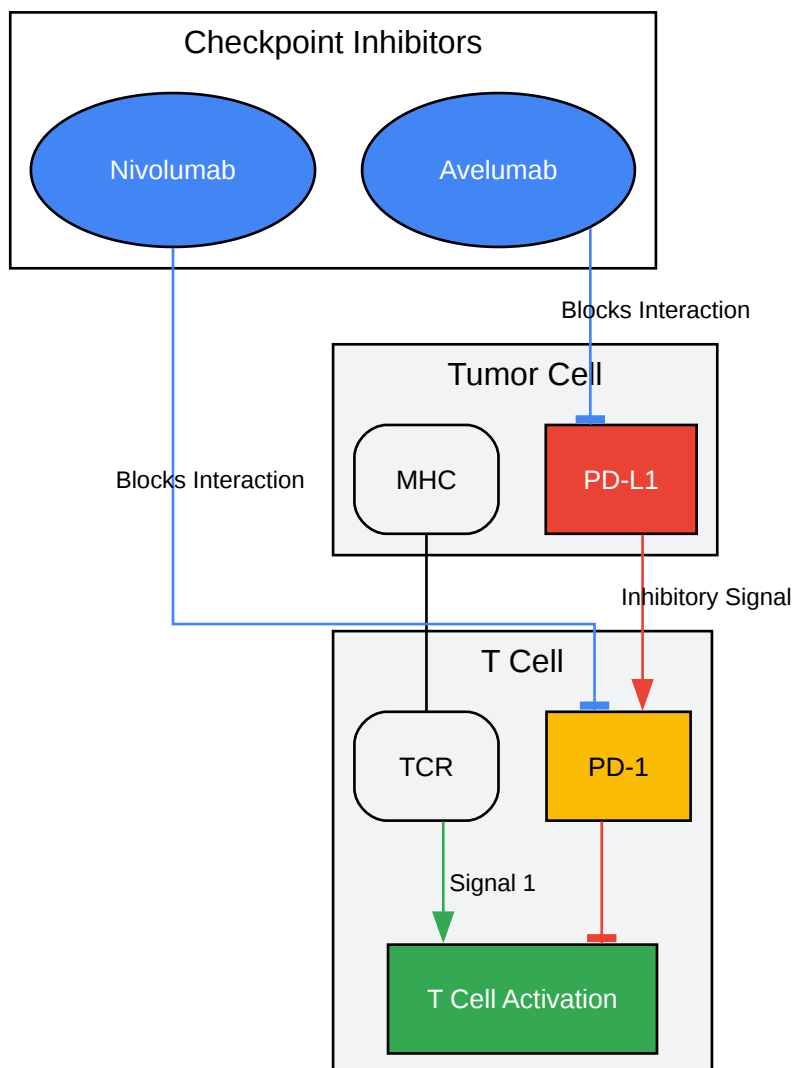 Checkpoint Inhibitors
Nivolumab
Avelumab
Blocks Interaction
Tumor Cell
MHC
PD-L1
Blocks Interaction
Inhibitory Signal
T Cell
TCR
PD-1
Signal 1
T Cell Activation